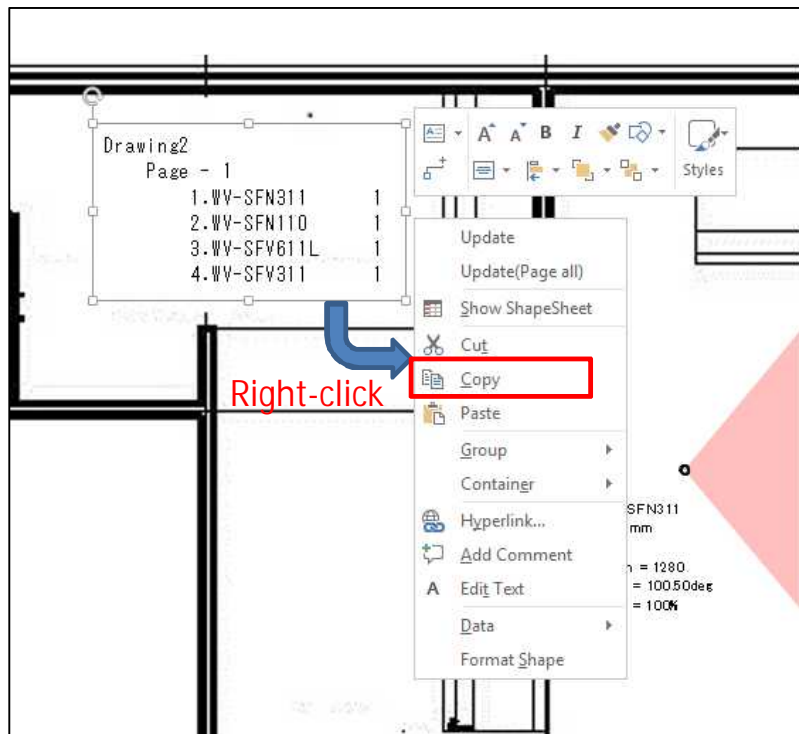 Drawing2
Page - 1
1.WV-SFN311 1
2.WV-SFN110 1
3.WV-SFV611L 1
4.WV-SFV311 1
A A B I
Styles
Update
Update(Page all)
Show ShapeSheet
Cut
Copy
Paste
Group
Container
Hyperlink...
Add Comment
A Edit Text
Data
Format Shape
Right-click
SFN311
mm
= 1280
= 100.50deg
= 100%